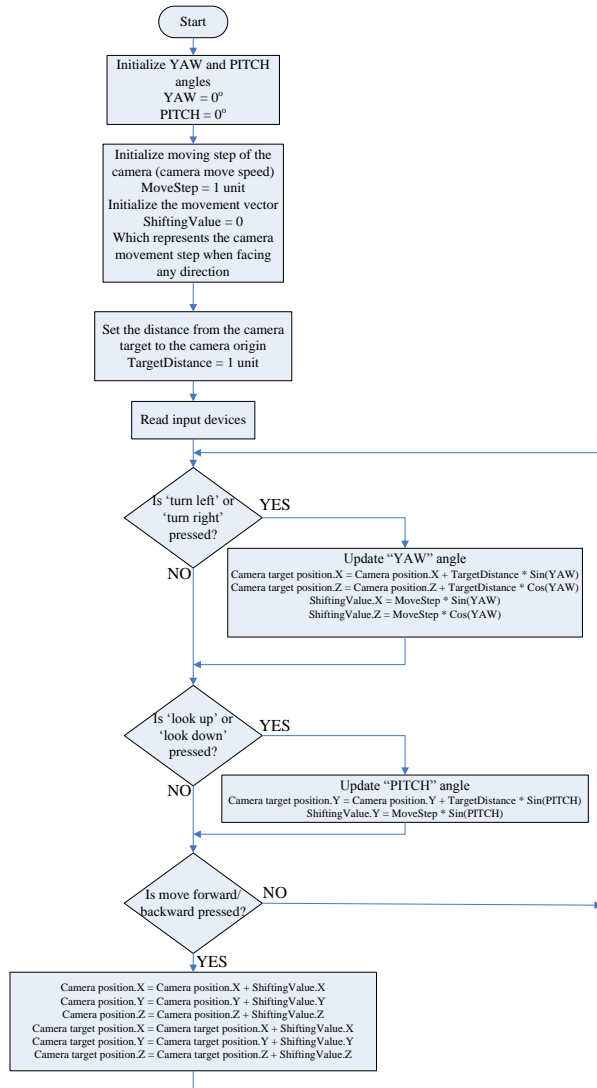 Start
Initialize YAW and PITCH
angles
YAW = 0°
PITCH = 0°
Initialize moving step of the
camera (camera move speed)
MoveStep = 1 unit
Initialize the movement vector
ShiftingValue = 0
Which represents the camera
movement step when facing
any direction
Set the distance from the camera
target to the camera origin
TargetDistance = 1 unit
Read input devices
Is ‘turn left’ or
‘turn right’
pressed?
YES
NO
Update “YAW” angle
Camera target position.X = Camera position.X + TargetDistance * Sin(YAW)
Camera target position.Z = Camera position.Z + TargetDistance * Cos(YAW)
ShiftingValue.X = MoveStep * Sin(YAW)
ShiftingValue.Z = MoveStep * Cos(YAW)
Is ‘look up’ or
‘look down’
pressed?
YES
NO
Update “PITCH” angle
Camera target position.Y = Camera position.Y + TargetDistance * Sin(PITCH)
ShiftingValue.Y = MoveStep * Sin(PITCH)
Is move forward/
backward pressed?
NO
YES
Camera position.X = Camera position.X + ShiftingValue.X
Camera position.Y = Camera position.Y + ShiftingValue.Y
Camera position.Z = Camera position.Z + ShiftingValue.Z
Camera target position.X = Camera target position.X + ShiftingValue.X
Camera target position.Y = Camera target position.Y + ShiftingValue.Y
Camera target position.Z = Camera target position.Z + ShiftingValue.Z